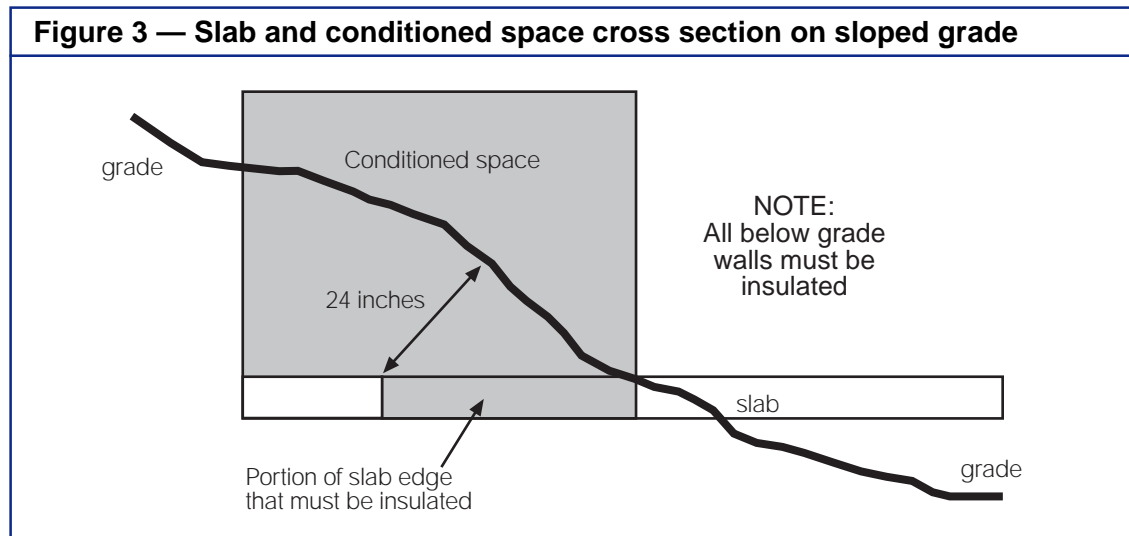 Figure 3 — Slab and conditioned space cross section on sloped grade
grade
Conditioned space
NOTE:
All below grade
walls must be
insulated
24 inches
slab
Portion of slab edge
that must be insulated
grade